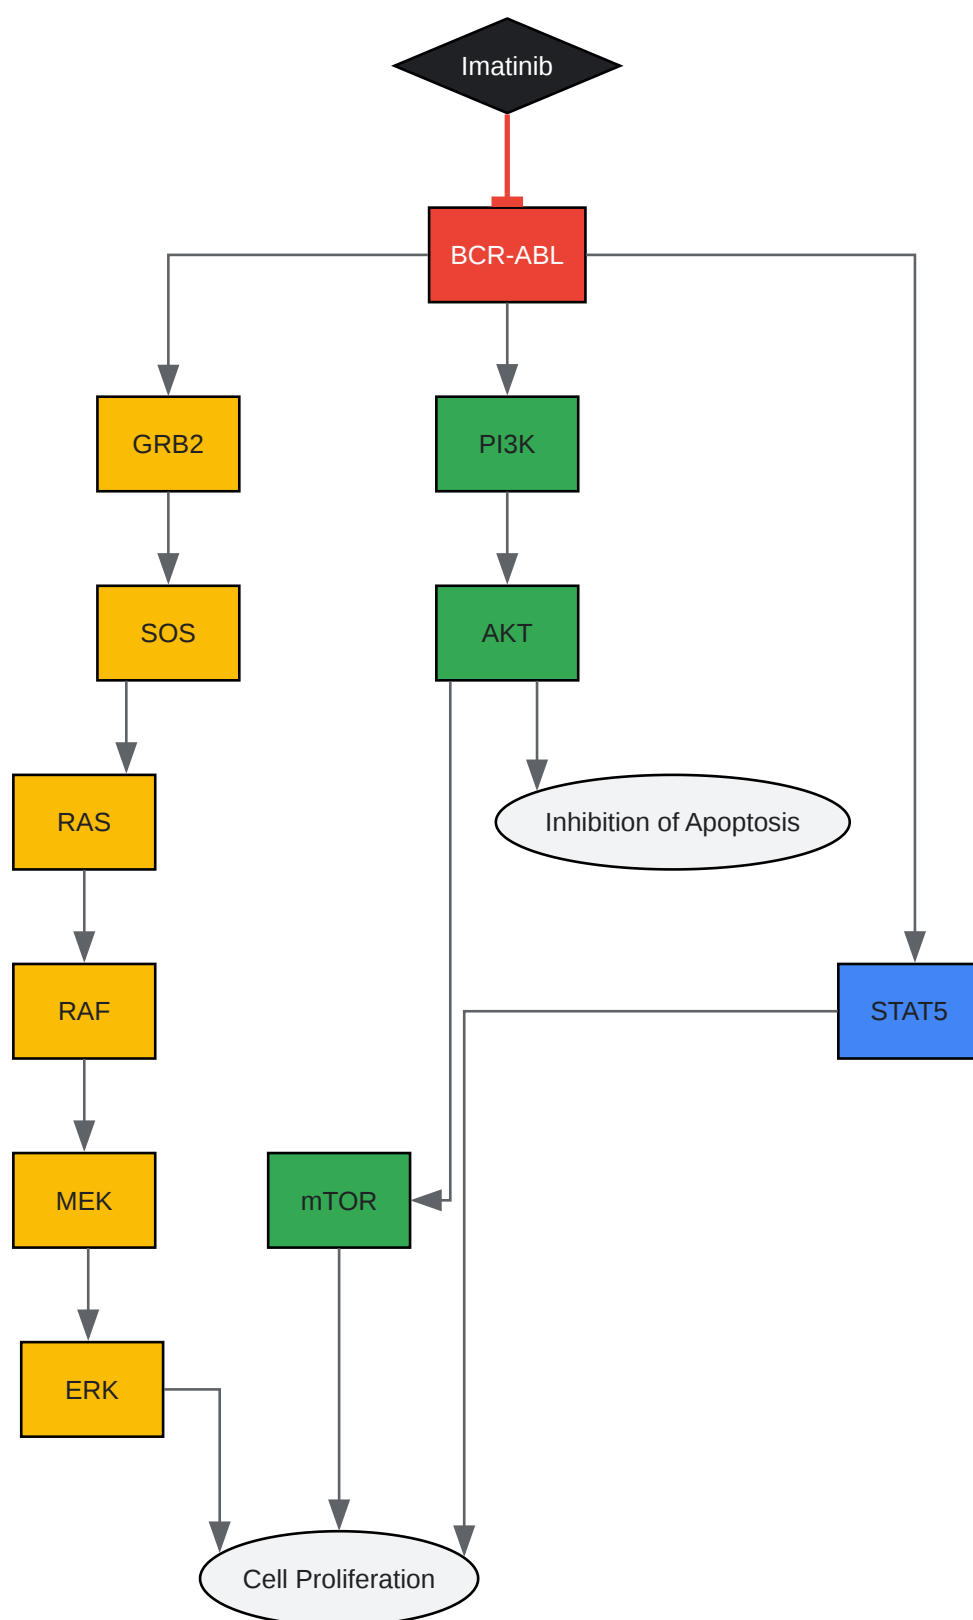 Imatinib
BCR-ABL
GRB2
PI3K
SOS
AKT
RAS
Inhibition of Apoptosis
RAF
STAT5
MEK
mTOR
ERK
Cell Proliferation